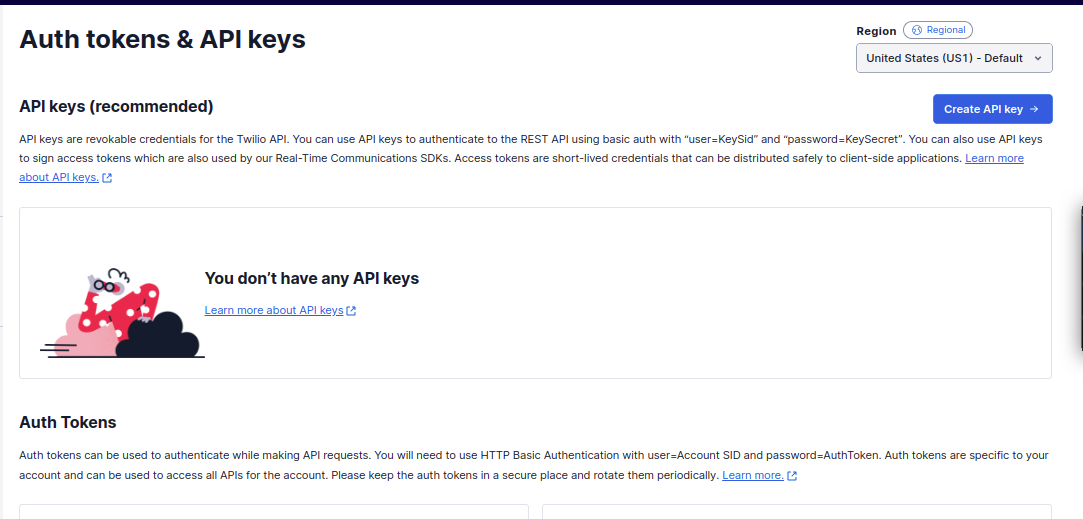 Auth tokens & API keys
Region
Regional
United States (US1) - Default
API keys (recommended)
Create API key
API keys are revokable credentials for the Twilio API. You can use API keys to authenticate to the REST API using basic auth with “user=KeySid” and “password=KeySecret”. You can also use API keys
to sign access tokens which are also used by our Real-Time Communications SDKs. Access tokens are short-lived credentials that can be distributed safely to client-side applications. Learn more
about API keys.
You don’t have any API keys
Learn more about API keys
Auth Tokens
Auth tokens can be used to authenticate while making API requests. You will need to use HTTP Basic Authentication with user=Account SID and password=AuthToken. Auth tokens are specific to your
account and can be used to access all APIs for the account. Please keep the auth tokens in a secure place and rotate them periodically. Learn more.